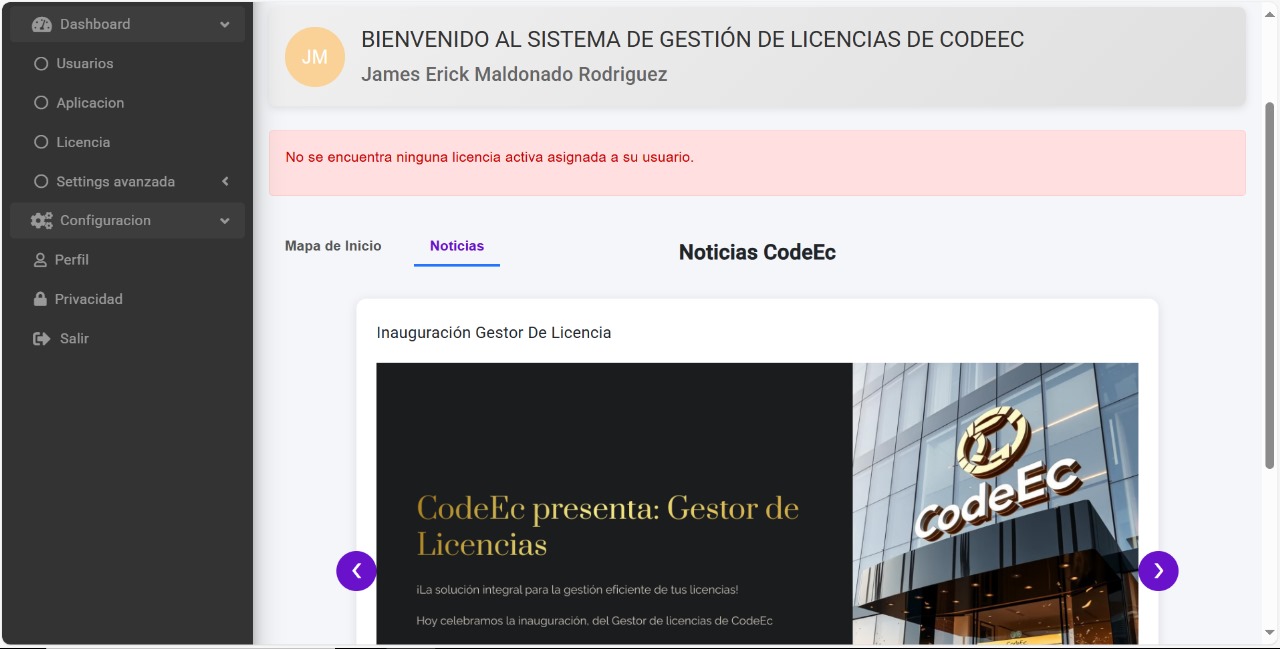 Dashboard
Usuarios
Aplicacion
Licencia
Settings avanzada
Configuracion
Perfil
Privacidad
Salir
JM
BIENVENIDO AL SISTEMA DE GESTIÓN DE LICENCIAS DE CODEEC
James Erick Maldonado Rodriguez
No se encuentra ninguna licencia activa asignada a su usuario.
Mapa de Inicio
Noticias
Noticias CodeEc
Inauguración Gestor De Licencia
CodeEc presenta: Gestor de
Licencias
¡La solución integral para la gestión eficiente de tus licencias!
Hoy celebramos la inauguración, del Gestor de licencias de CodeEc
CodeEc